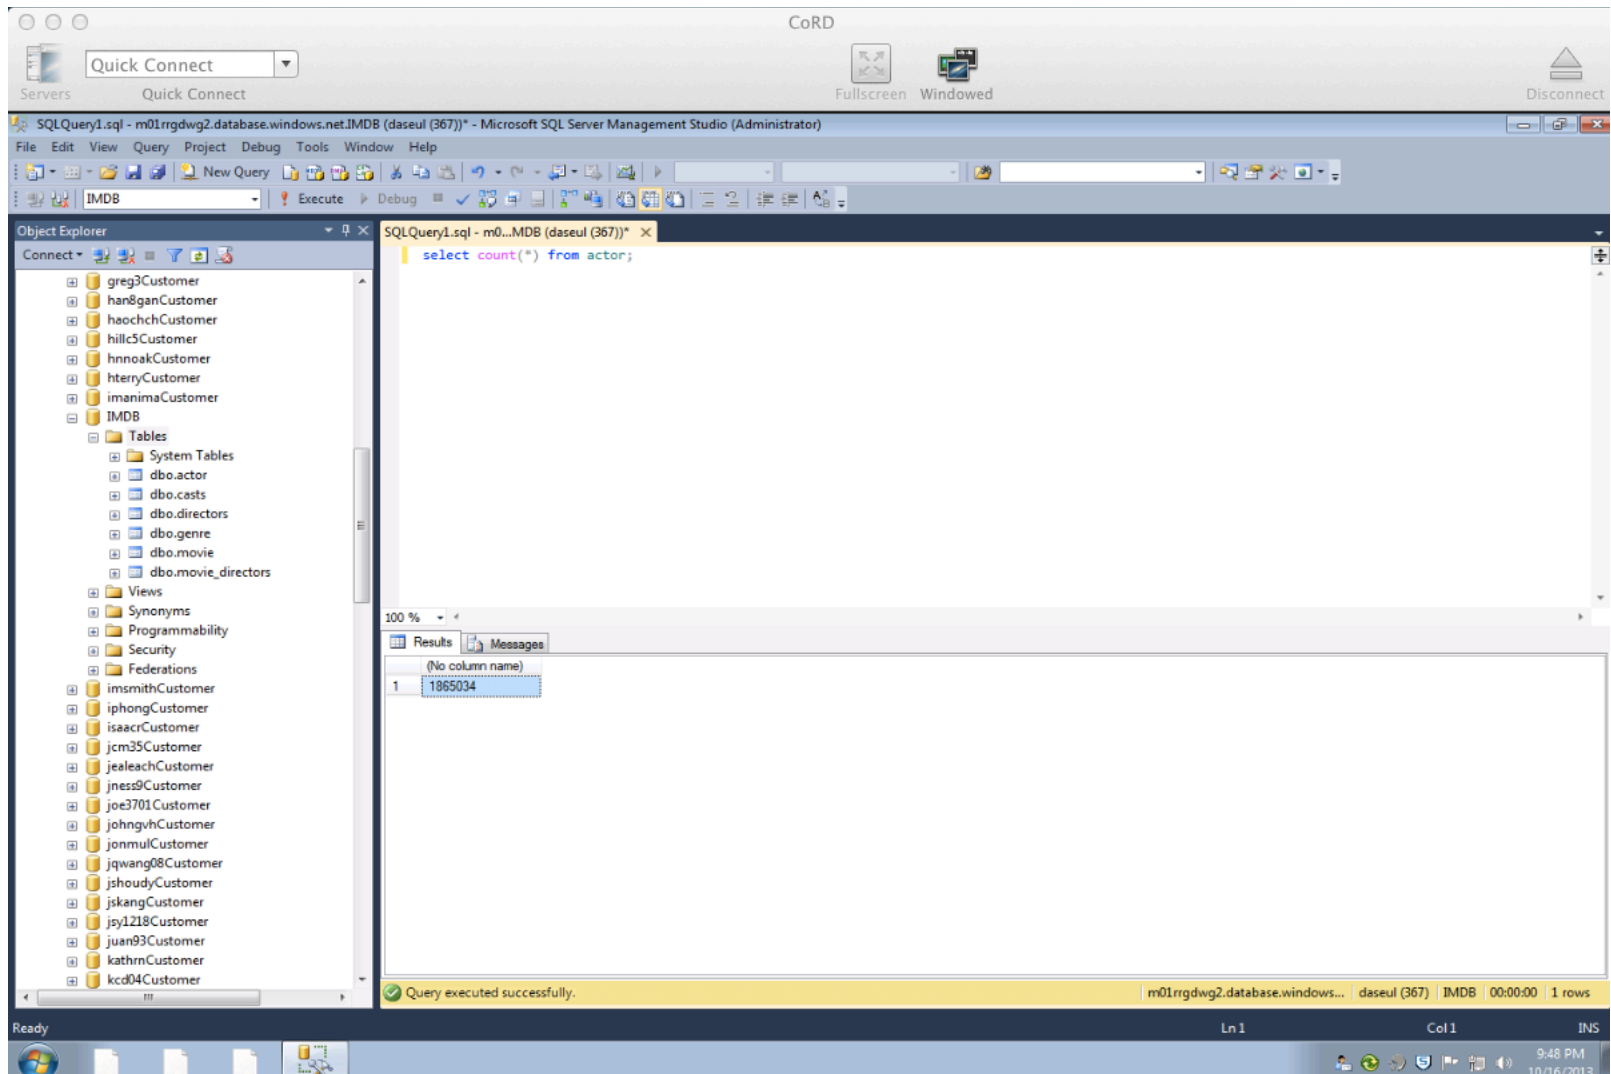 CoRD
Quick Connect
Servers
Quick Connect
Fullscreen
Windowed
Disconnect
SQLQuery1.sql - m01rrgdwg2.database.windows.net.IMDB (daseul (367))* - Microsoft SQL Server Management Studio (Administrator)
File Edit View Query Project Debug Tools Window Help
New Query
IMDB
Execute
Debug
Object Explorer
Connect
greg3Customer
han8ganCustomer
haochchCustomer
hillc5Customer
hnnoakCustomer
hterryCustomer
imanimaCustomer
IMDB
Tables
System Tables
dbo.actor
dbo.casts
dbo.directors
dbo.genre
dbo.movie
dbo.movie_directors
Views
Synonyms
Programmability
Security
Federations
imsmithCustomer
iphongCustomer
isaacrCustomer
jcm35Customer
jealeachCustomer
jness9Customer
joe3701Customer
johngvhCustomer
jonmulCustomer
jqwang08Customer
jshoudyCustomer
jskangCustomer
jsy1218Customer
juan93Customer
kathrnCustomer
kcd04Customer
SQLQuery1.sql - m0...MDB (daseul (367))*
select count(*) from actor;
100 %
Results
Messages
(No column name)
1 1865034
Query executed successfully.
m01rrgdwg2.database.windows... daseul (367) IMDB 00:00:00 1 rows
Ready
Ln 1
Col 1
INS
9:48 PM
10/16/2013